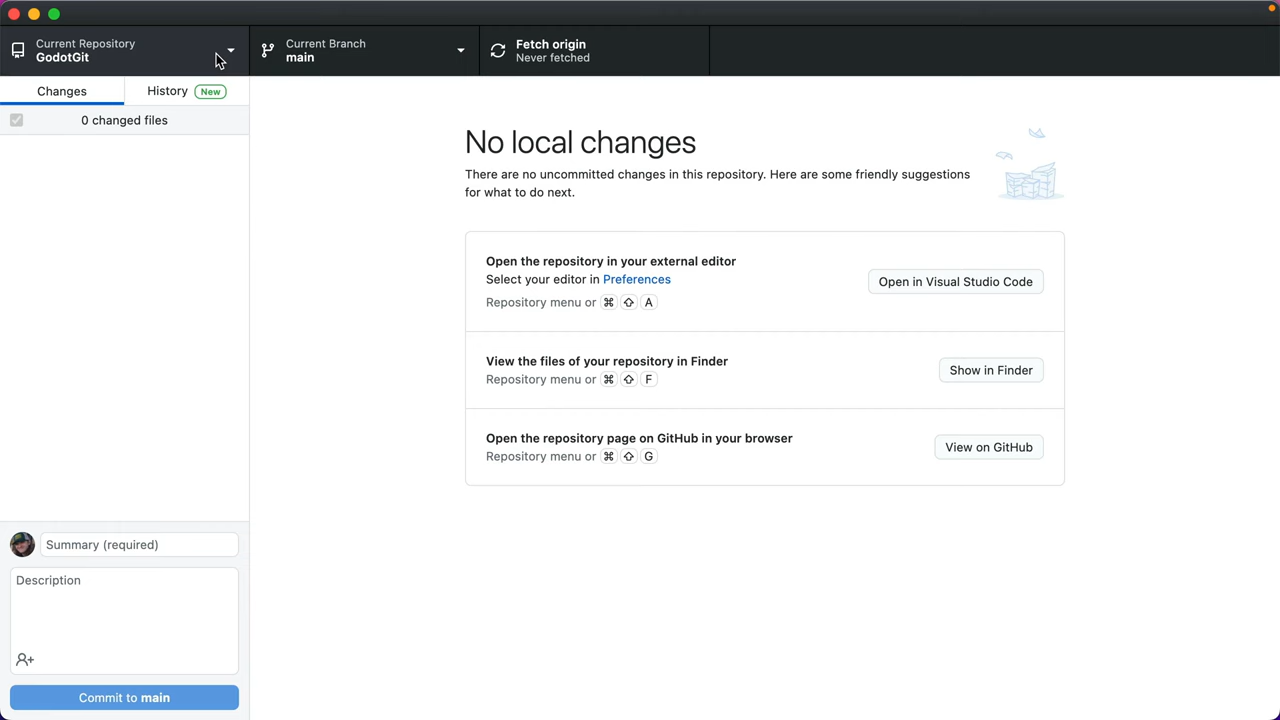 Current Repository
GodotGit
Current Branch
main
Fetch origin
Never fetched
Changes
History New
0 changed files
No local changes
There are no uncommitted changes in this repository. Here are some friendly suggestions
for what to do next.
Open the repository in your external editor
Select your editor in Preferences
Repository menu or ⌘ ⇧ A
Open in Visual Studio Code
View the files of your repository in Finder
Repository menu or ⌘ ⇧ F
Show in Finder
Open the repository page on GitHub in your browser
Repository menu or ⌘ ⇧ G
View on GitHub
Summary (required)
Description
Commit to main